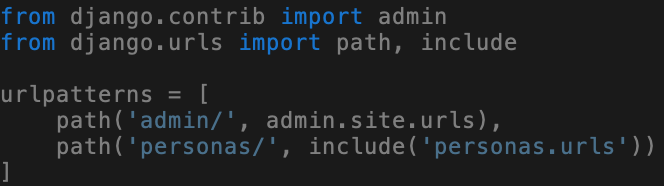 from django.contrib import admin
from django.urls import path, include

urlpatterns = [
    path('admin/', admin.site.urls),
    path('personas/', include('personas.urls'))
]